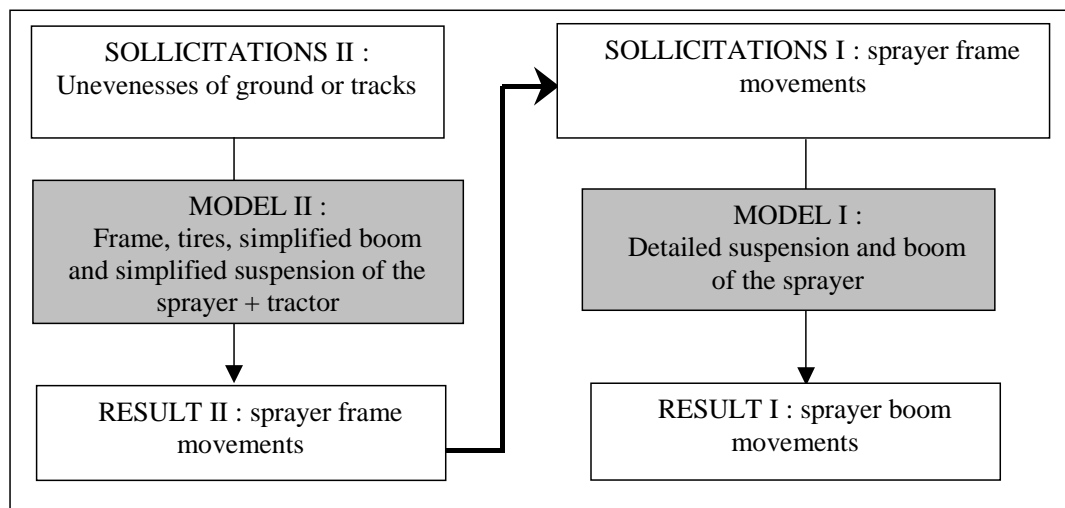 SOLLICITATIONS II :
Unevenesses of ground or tracks
MODEL II :
Frame, tires, simplified boom
and simplified suspension of the
sprayer + tractor
RESULT II : sprayer frame
movements
SOLLICITATIONS I : sprayer frame
movements
MODEL I :
Detailed suspension and boom
of the sprayer
RESULT I : sprayer boom
movements